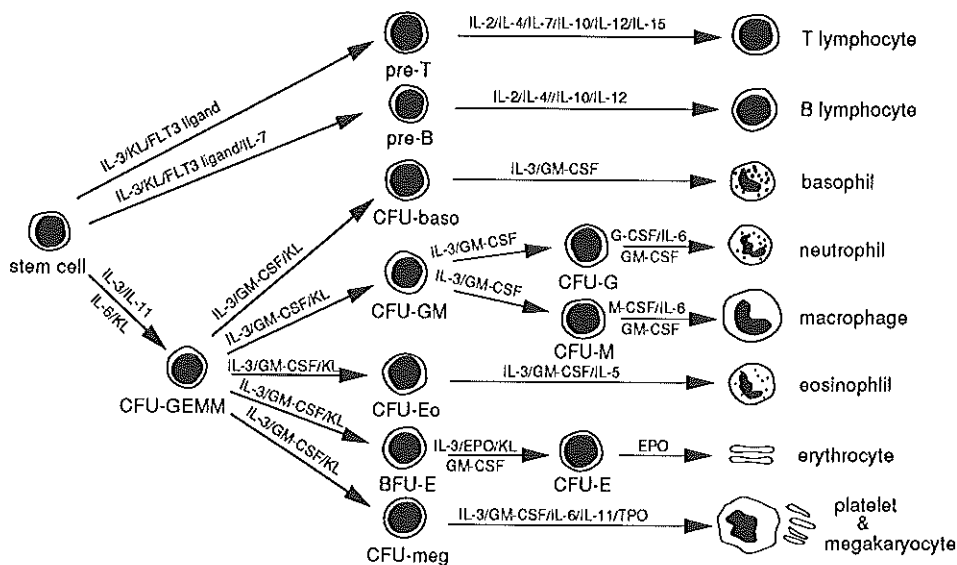 IL-2/IL-4/IL-7/IL-10/IL-12/IL-15
T lymphocyte
pre-T
IL-3/KL/FLT3 ligand
IL-2/IL-4//IL-10/IL-12
B lymphocyte
pre-B
IL-3/KL/FLT3 ligand/IL-7
IL-3/GM-CSF
basophil
CFU-baso
stem cell
IL-3/IL-11
IL-6/KL
IL-3/GM-CSF/KL
IL-3/GM-CSF
G-CSF/IL-6
GM-CSF
neutrophil
CFU-G
IL-3/GM-CSF/KL
CFU-GM
IL-3/GM-CSF
M-CSF/IL-6
GM-CSF
macrophage
CFU-M
IL-3/GM-CSF/KL
IL-3/GM-CSF/IL-5
eosinophlil
CFU-GEMM
CFU-Eo
IL-3/GM-CSF/KL
IL-3/EPO/KL
GM-CSF
EPO
erythrocyte
BFU-E
CFU-E
IL-3/GM-CSF/KL
IL-3/GM-CSF/IL-6/IL-11/TPO
platelet
&
megakaryocyte
CFU-meg